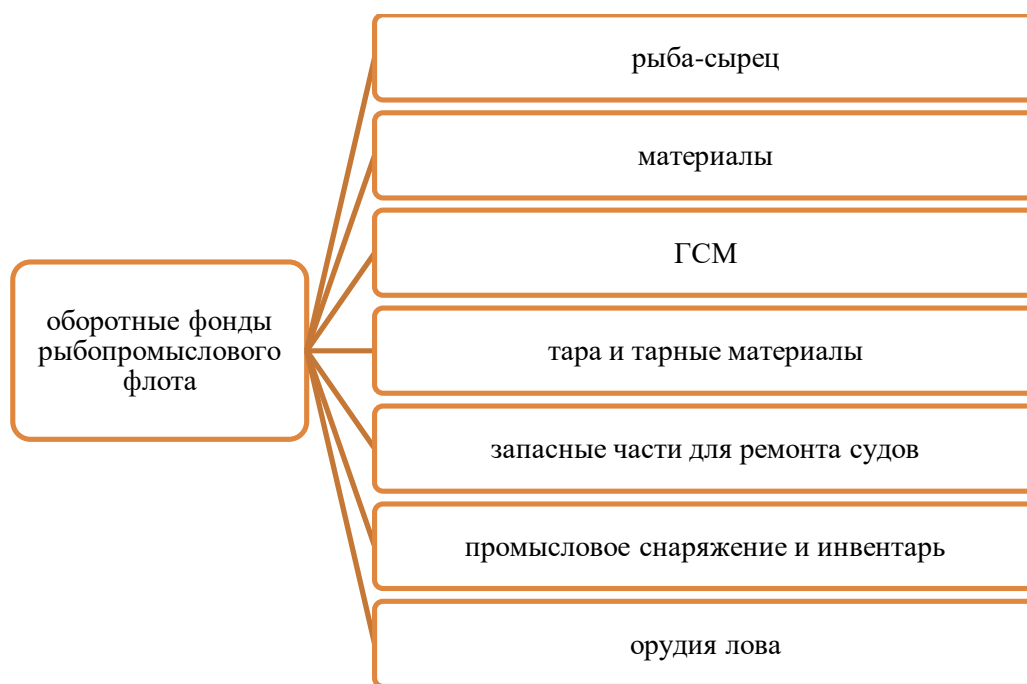 рыба-сырец
материалы
ГСМ
оборотные фонды
рыбопромыслового
флота
тара и тарные материалы
запасные части для ремонта судов
промысловое снаряжение и инвентарь
орудия лова